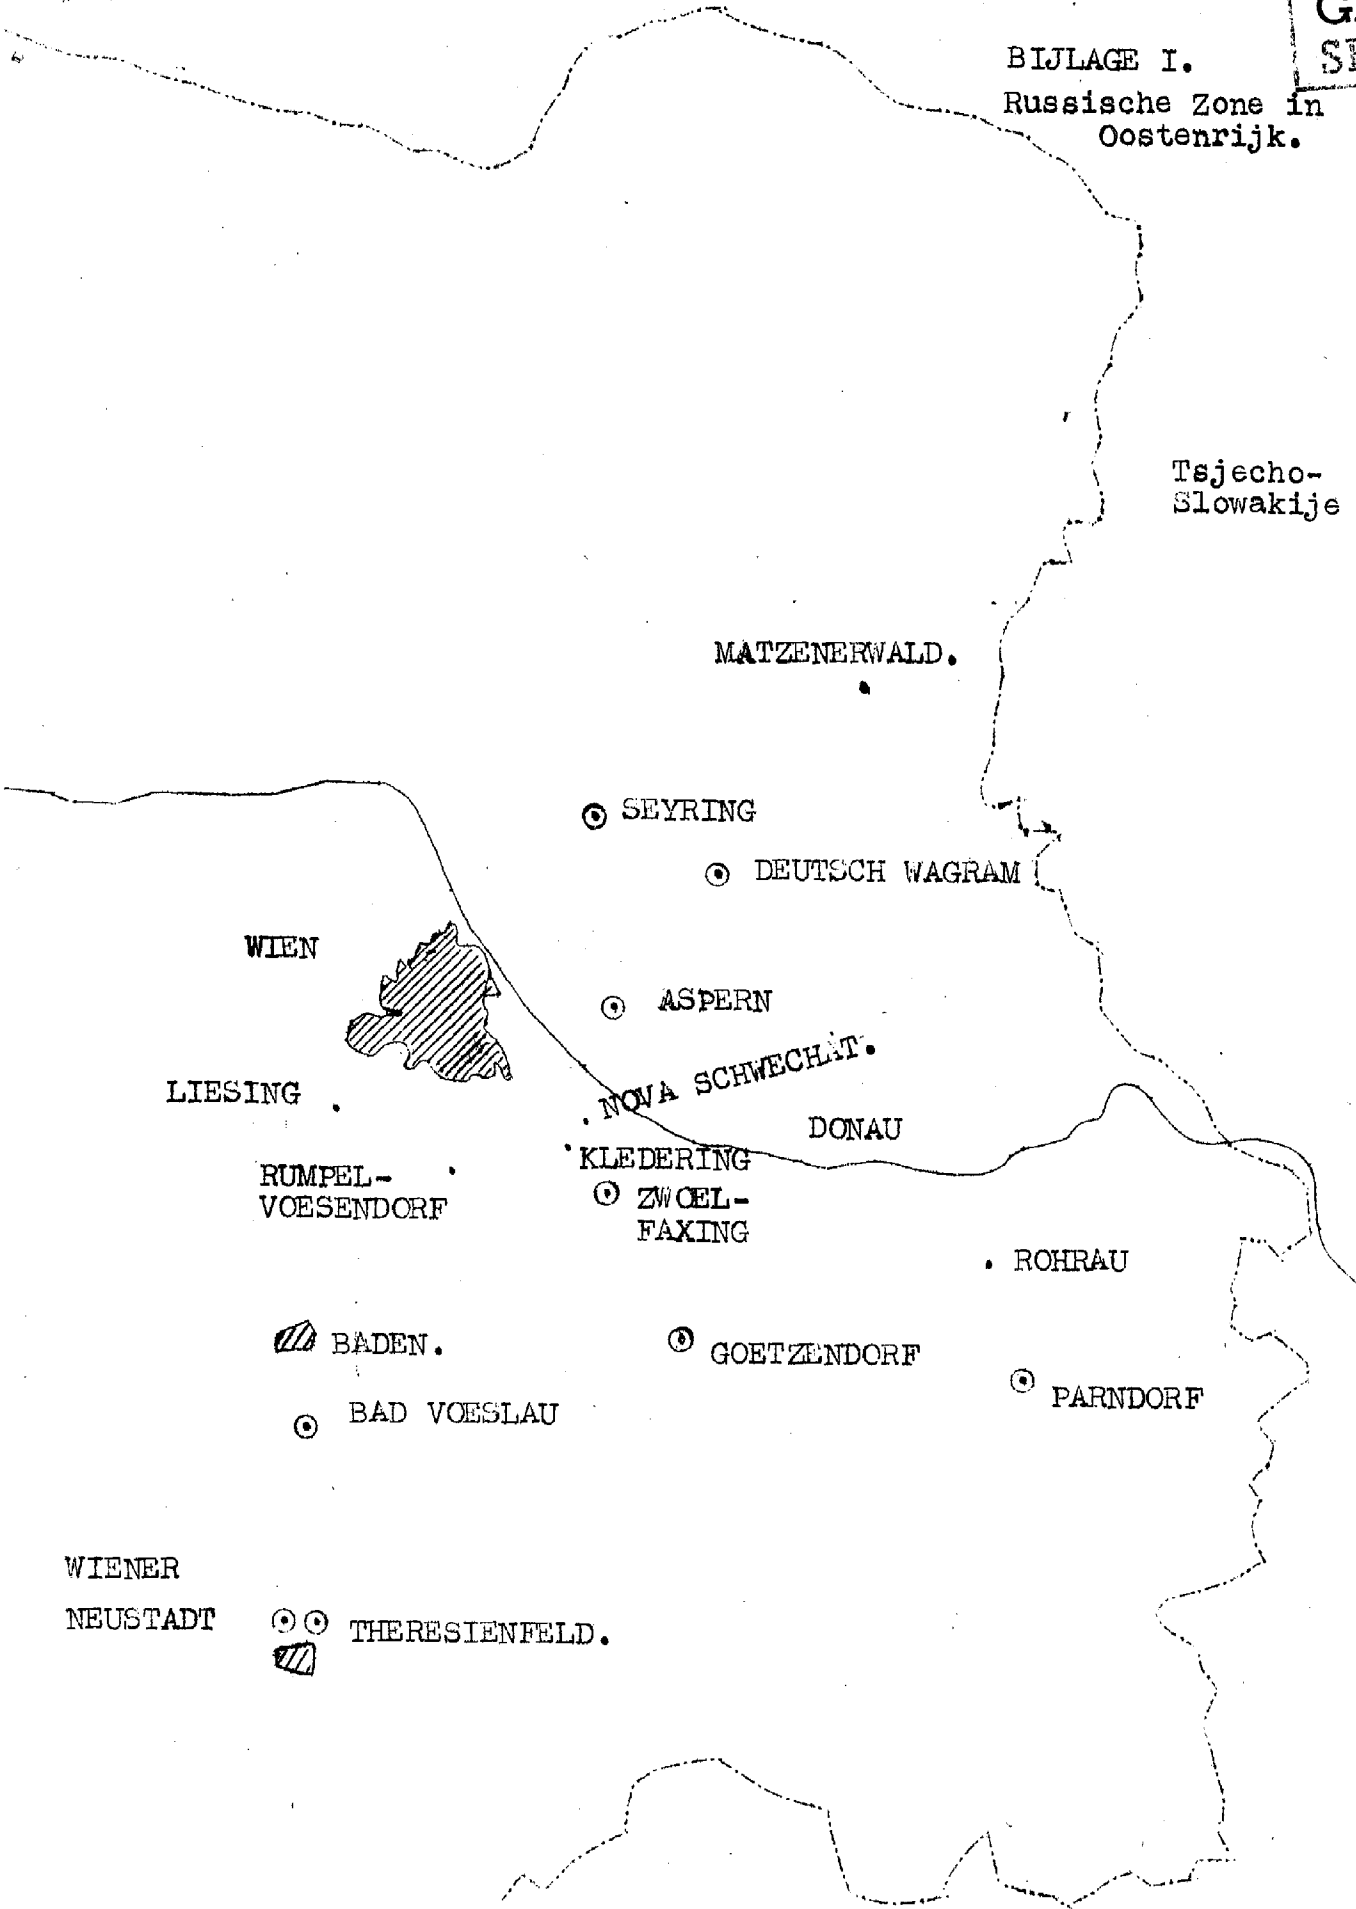 BIJLAGE I.
Russische Zone in
Oostenrijk.
Tsjecho-
Slowakije
MATZENERWALD.
SEYRING
DEUTSCH WAGRAM
WIEN
ASPERN
NOVA SCHWECHAT.
LIESING
DONAU
KLEDERING
RUMPEL-
VOESENDORF
ZWOEL-
FAXING
ROHRAU
BADEN.
GOETZENDORF
PARNDORF
BAD VOESLAU
WIENER
NEUSTADT
THERESIENFELD.